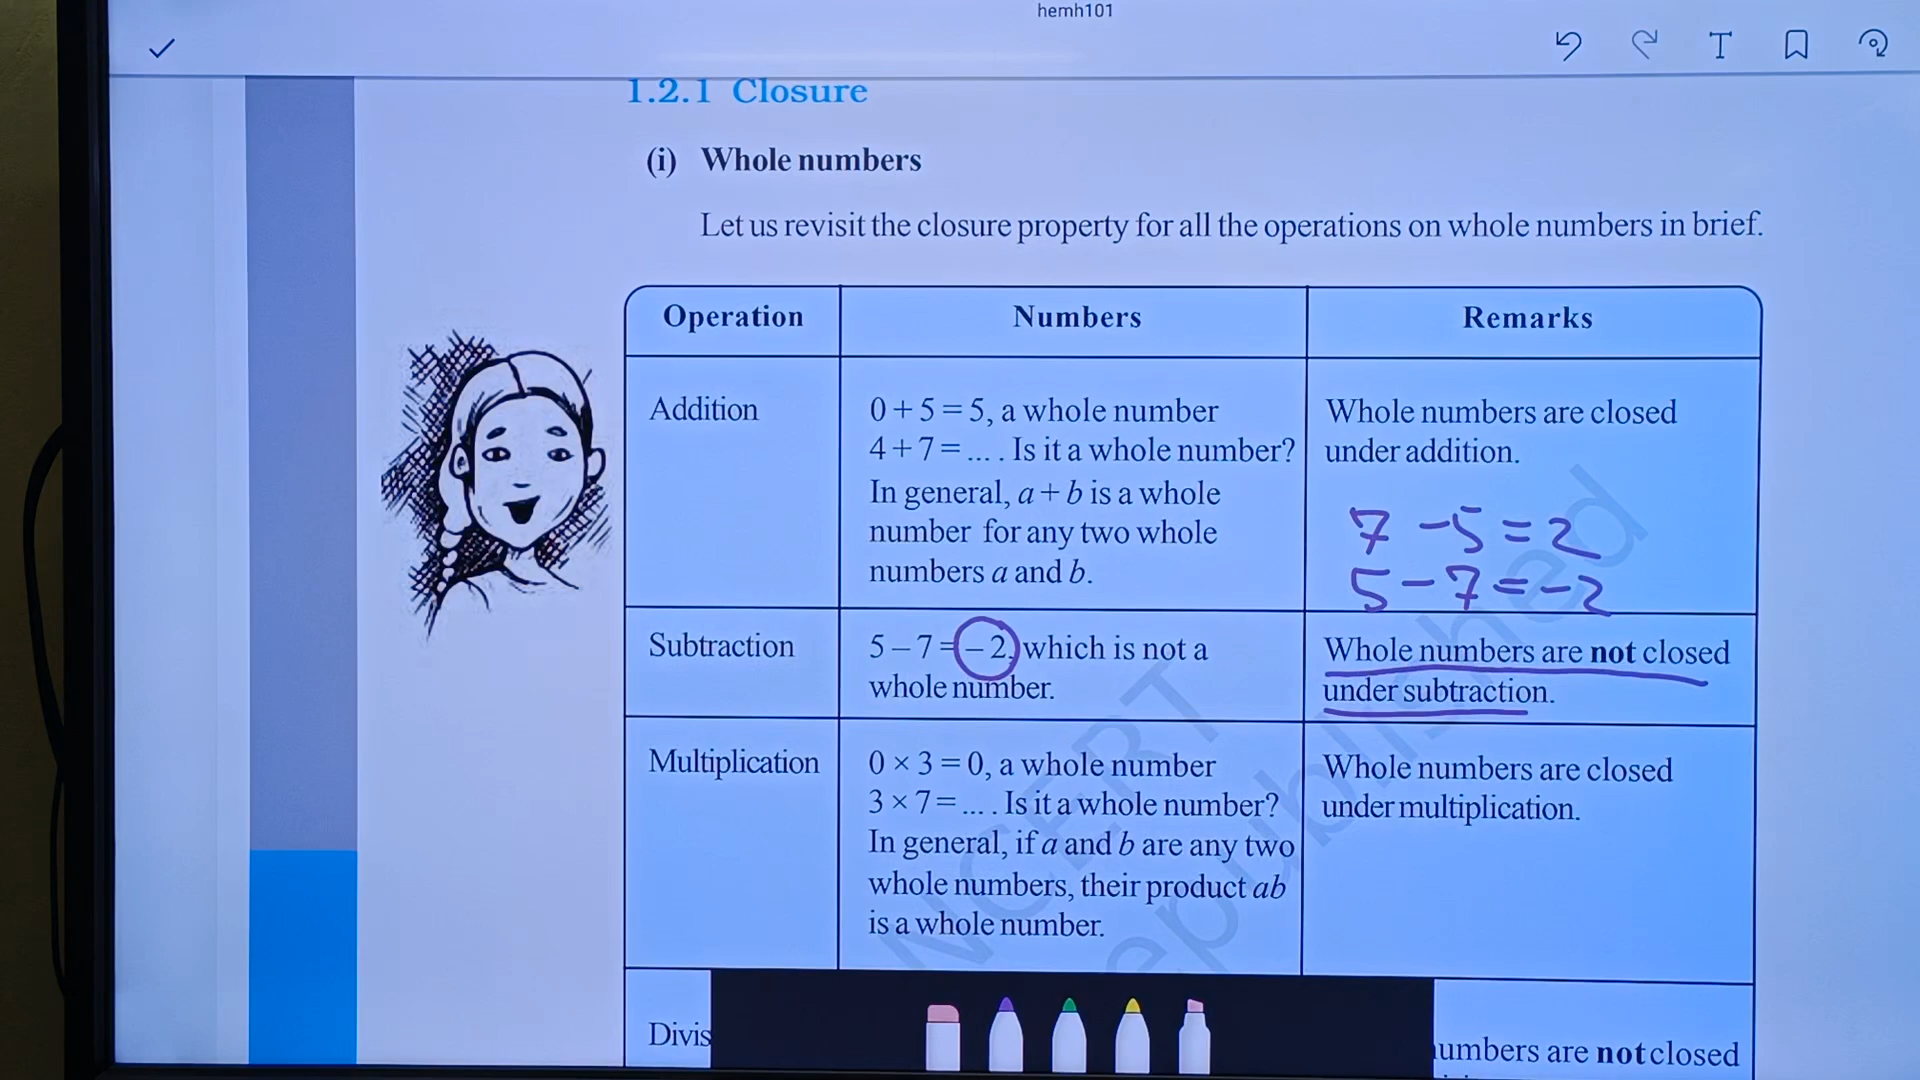 hemh101
1.2.1 Closure
(i) Whole numbers
Let us revisit the closure property for all the operations on whole numbers in brief.
Operation Numbers Remarks
Addition
0 + 5 = 5, a whole number
4 + 7 = ... . Is it a whole number?
In general, a + b is a whole
number for any two whole
numbers a and b.
Whole numbers are closed
under addition.
7 - 5 = 2
5 - 7 = -2
Subtraction
5 – 7 = – 2, which is not a
whole number.
Whole numbers are not closed
under subtraction.
Multiplication
0 × 3 = 0, a whole number
3 × 7 = ... . Is it a whole number?
In general, if a and b are any two
whole numbers, their product ab
is a whole number.
Whole numbers are closed
under multiplication.
Divis
umbers are not closed
NCERT
republished